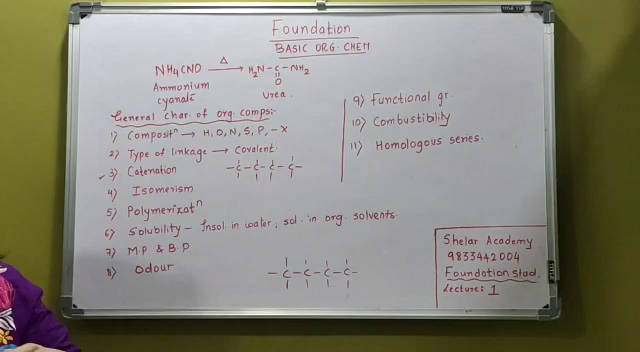 Foundation
BASIC ORG. CHEM
NH4CNO Δ → H2N-C-NH2
O
Ammonium
cyanate
Urea.
General Char. of org. comps:-
1) Compositⁿ → H, O, N, S, P, -X
2) Type of linkage → Covalent
3) Catenation -C-C-C-C-
4) Isomerism
5) Polymerizatⁿ
6) Solubility - Insol. in water, sol. in org. solvents.
7) M.P & B.P
8) Odour
-C-C-C-C-
9) Functional gr.
10) Combustibility
11) Homologous series.
Shelar Academy
9833442004
Foundation stud.
Lecture: 1